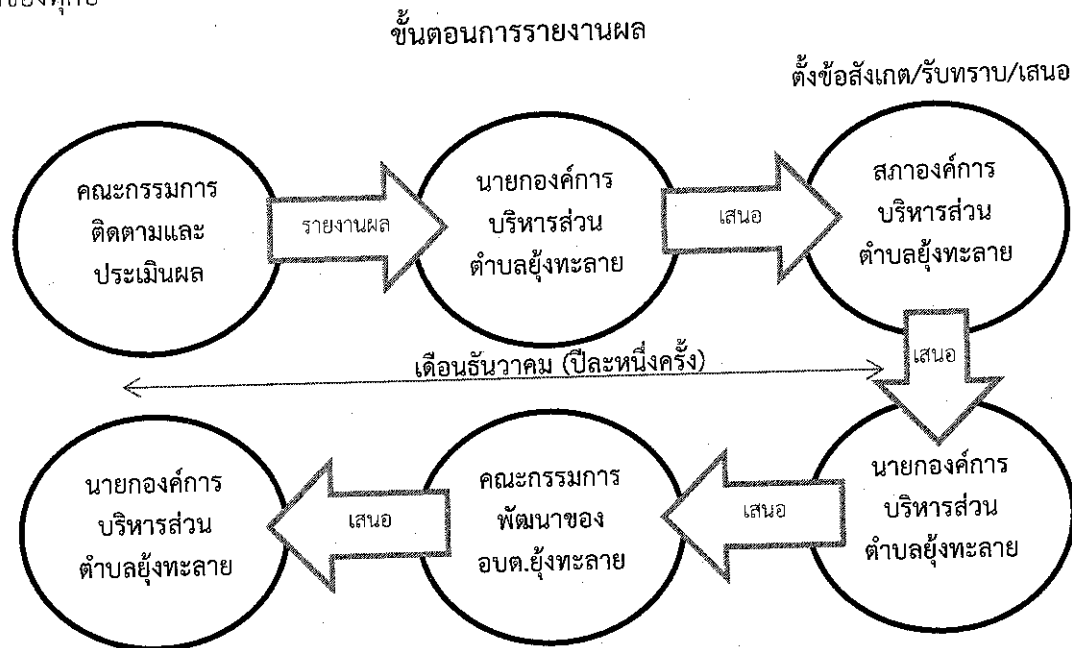 ขั้นตอนการรายงานผล
ตั้งข้อสังเกต/รับทราบ/เสนอ
คณะกรรมการ
ติดตามและ
ประเมินผล
รายงานผล
นายกองค์การ
บริหารส่วน
ตำบลยุ้งทะลาย
เสนอ
สภาองค์การ
บริหารส่วน
ตำบลยุ้งทะลาย
เสนอ
เดือนธันวาคม (ปีละหนึ่งครั้ง)
นายกองค์การ
บริหารส่วน
ตำบลยุ้งทะลาย
เสนอ
คณะกรรมการ
พัฒนาของ
อบต.ยุ้งทะลาย
เสนอ
นายกองค์การ
บริหารส่วน
ตำบลยุ้งทะลาย